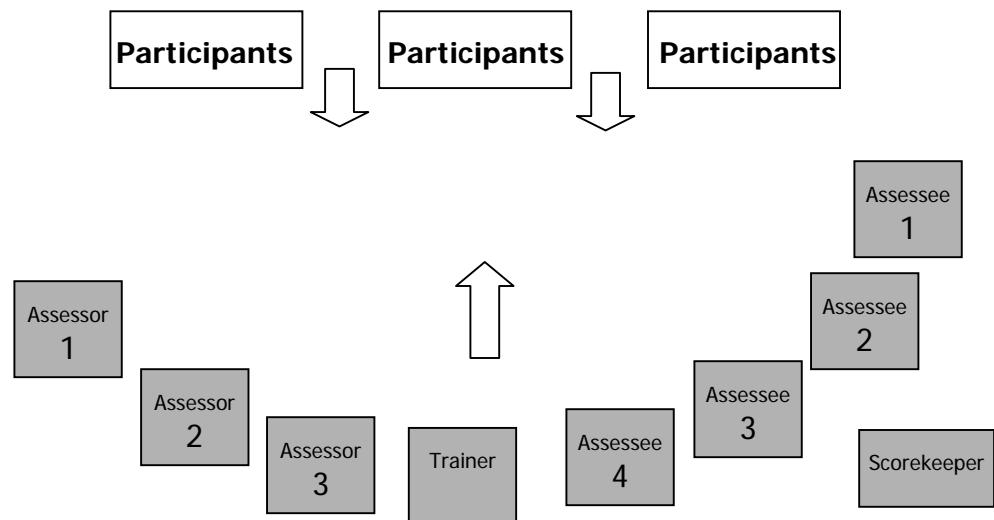 Participants
Participants
Participants
Assessee
1
Assessor
1
Assessee
2
Assessor
2
Assessee
3
Assessor
3
Trainer
Assessee
4
Scorekeeper